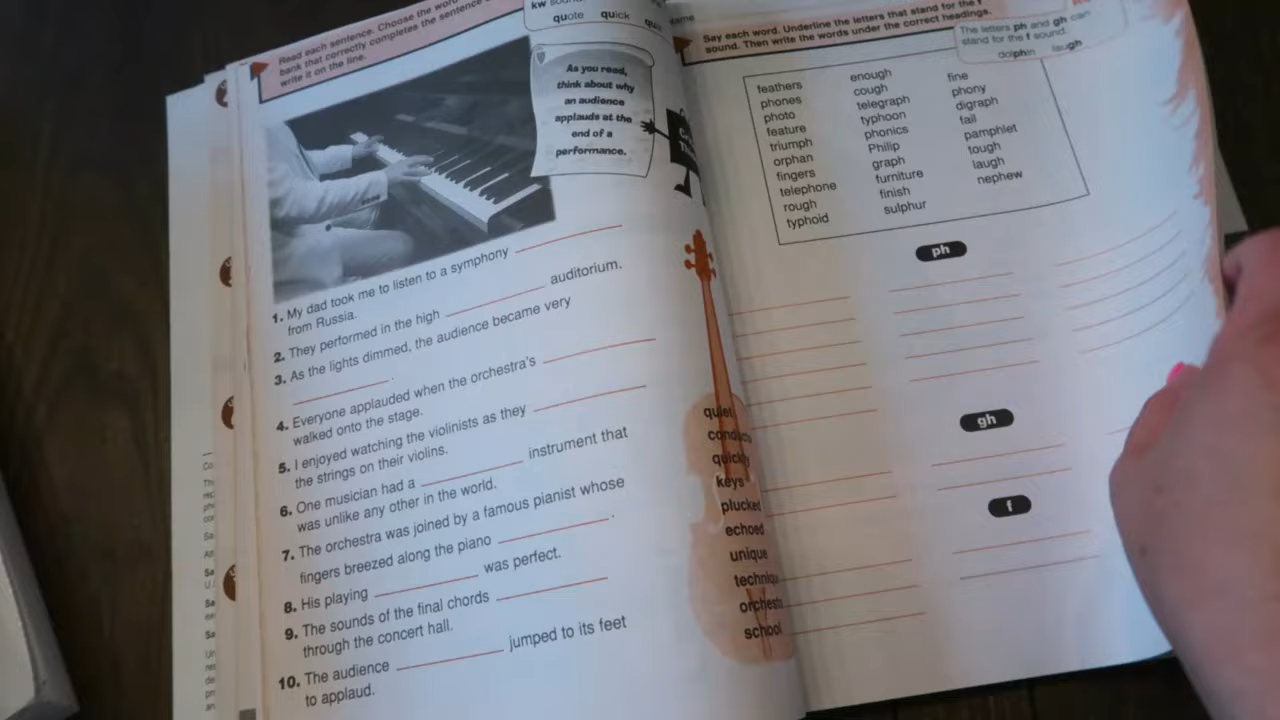 Read each sentence. Choose the word
bank that correctly completes the sentence
write it on the line.
kw
quote quick
As you read,
think about why
an audience
applauds at the
end of a
performance.
1. My dad took me to listen to a symphony
from Russia.
2. They performed in the high auditorium.
3. As the lights dimmed, the audience became very
.
4. Everyone applauded when the orchestra's
walked onto the stage.
5. I enjoyed watching the violinists as they
the strings on their violins.
6. One musician had a instrument that
was unlike any other in the world.
7. The orchestra was joined by a famous pianist whose
fingers breezed along the piano .
8. His playing was perfect.
9. The sounds of the final chords
through the concert hall.
10. The audience jumped to its feet
to applaud.
quiet
quickly
keys
plucked
echoed
unique
school
Say each word. Underline the letters that stand for the f
sound. Then write the words under the correct headings.
The letters ph and gh can
stand for the f sound.
dolphin laugh
feathers
phones
photo
feature
triumph
orphan
fingers
telephone
rough
typhoid
enough
cough
telegraph
typhoon
phonics
Philip
graph
furniture
finish
sulphur
fine
phony
digraph
fail
pamphlet
tough
laugh
nephew
ph
gh
f